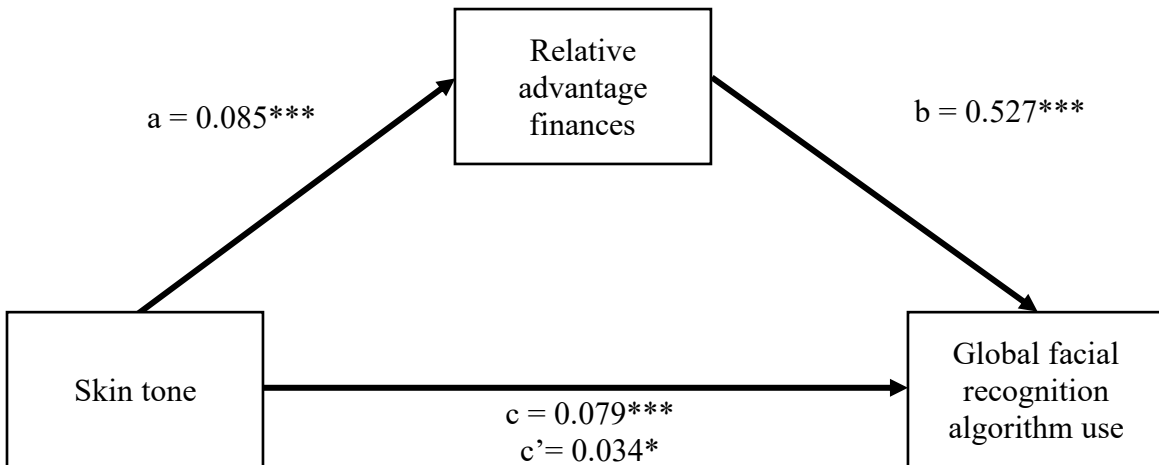 Relative
advantage
finances
a = 0.085***
b = 0.527***
Skin tone
c = 0.079***
c’= 0.034*
Global facial
recognition
algorithm use